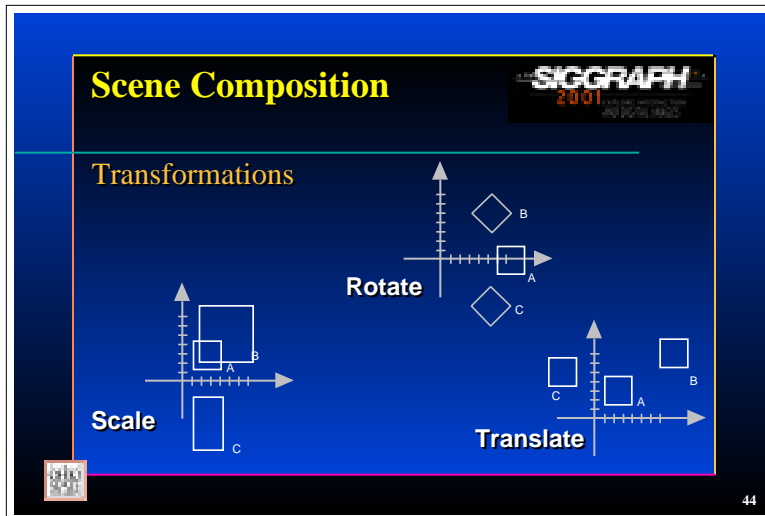 Scene Composition
SIGGRAPH
2001
Transformations
B
A
C
Rotate
B
A
C
Scale
C
B
A
Translate
44